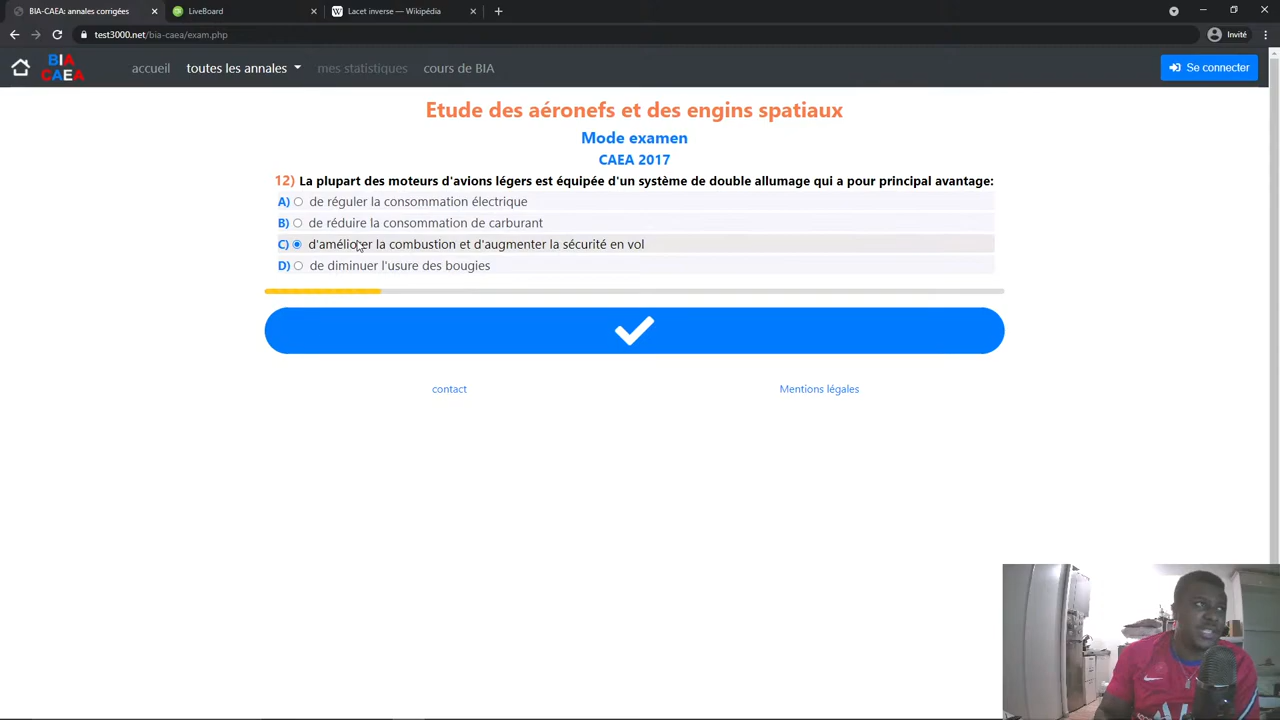 BIA-CAEA: annales corrigées
LiveBoard
Lacet inverse — Wikipédia
test3000.net/bia-caea/exam.php
Invité
BIA
CAEA
accueil
toutes les annales
mes statistiques
cours de BIA
Se connecter
Etude des aéronefs et des engins spatiaux
Mode examen
CAEA 2017
12) La plupart des moteurs d'avions légers est équipée d'un système de double allumage qui a pour principal avantage:
A) de réguler la consommation électrique
B) de réduire la consommation de carburant
C) d'améliorer la combustion et d'augmenter la sécurité en vol
D) de diminuer l'usure des bougies
contact
Mentions légales